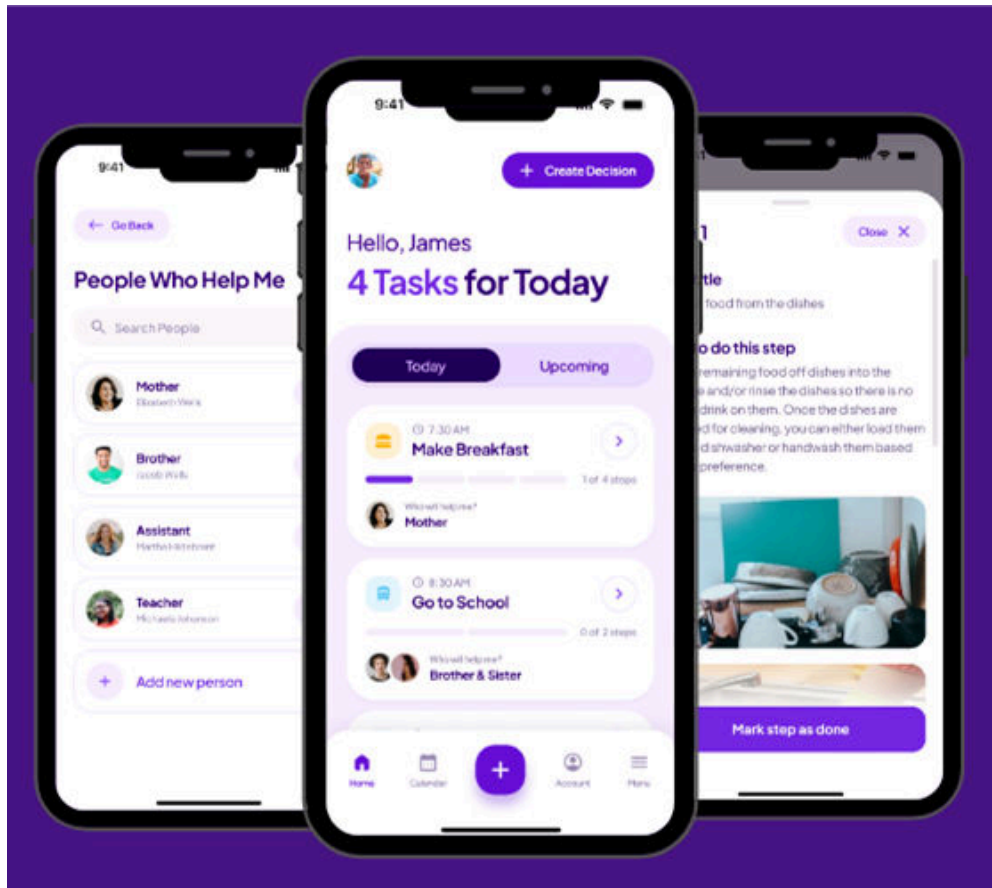 9:41
Go Back
People Who Help Me
Search People
Mother
Brother
Assistant
Teacher
Add new person
9:41
+ Create Decision
Hello, James
4 Tasks for Today
Today
Upcoming
7:30 AM
Make Breakfast
1 of 4 steps
Who will help me?
Mother
8:30 AM
Go to School
0 of 2 steps
Who will help me?
Brother & Sister
Home
Calendar
Account
Menu
1
Close X
tle
food from the dishes
o do this step
remaining food off dishes into the
e and/or rinse the dishes so there is no
drink on them. Once the dishes are
ed for cleaning, you can either load them
d dishwasher or handwash them based
preference.
Mark step as done